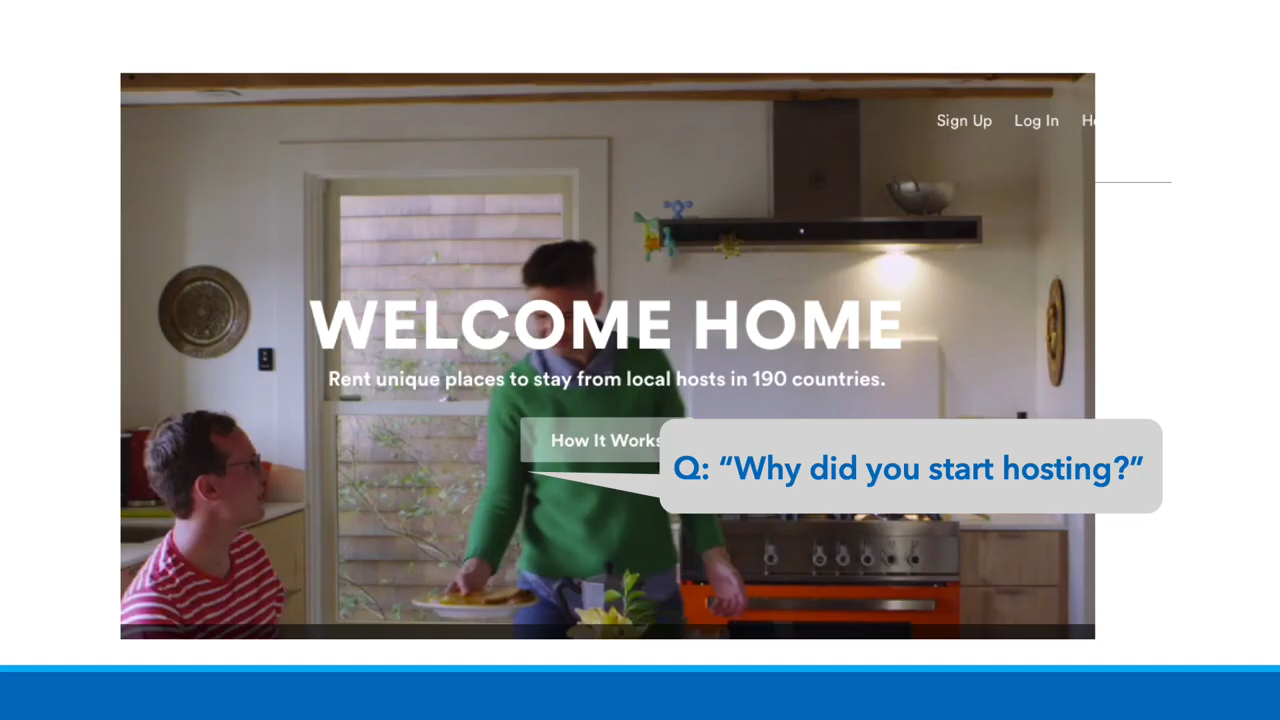 Sign Up Log In
WELCOME HOME
Rent unique places to stay from local hosts in 190 countries.
How It Works
Q: “Why did you start hosting?”